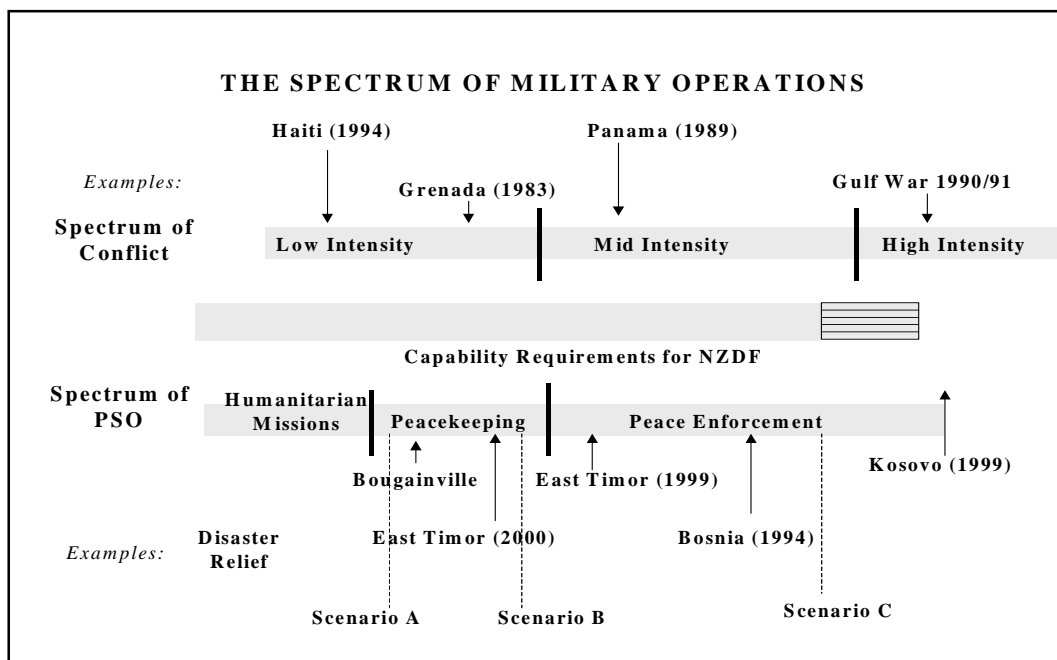 THE SPECTRUM OF MILITARY OPERATIONS
Haiti (1994)
Panama (1989)
Examples:
Grenada (1983)
Gulf War 1990/91
Spectrum of
Conflict
Low Intensity
Mid Intensity
High Intensity
Capability Requirements for NZDF
Spectrum of
PSO
Humanitarian
Missions
Peacekeeping
Peace Enforcement
Bougainville
East Timor (1999)
Kosovo (1999)
Examples:
Disaster
Relief
East Timor (2000)
Bosnia (1994)
Scenario A
Scenario B
Scenario C